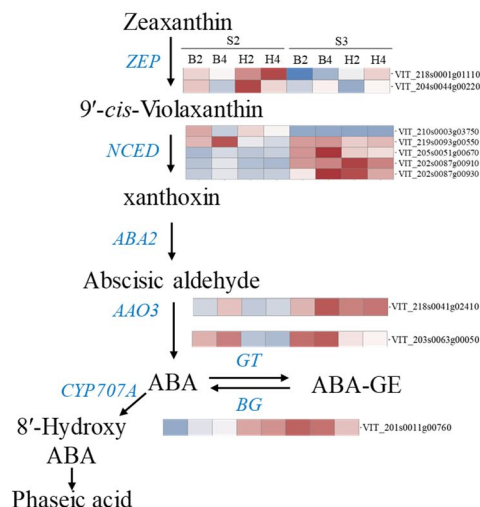 Zeaxanthin
S2 S3
B2 B4 H2 H4 B2 B4 H2 H4
ZEP
VIT_218s0001g01110
VIT_204s0044g00220
9'-cis-Violaxanthin
VIT_210s0003g03750
NCED
VIT_219s0093g00550
VIT_205s0051g00670
VIT_202s0087g00910
VIT_202s0087g00930
xanthoxin
ABA2
Abscisic aldehyde
AAO3
VIT_218s0041g02410
VIT_203s0063g00050
GT
CYP707A
ABA
ABA-GE
BG
8'-Hydroxy
ABA
VIT_201s0011g00760
Phaseic acid